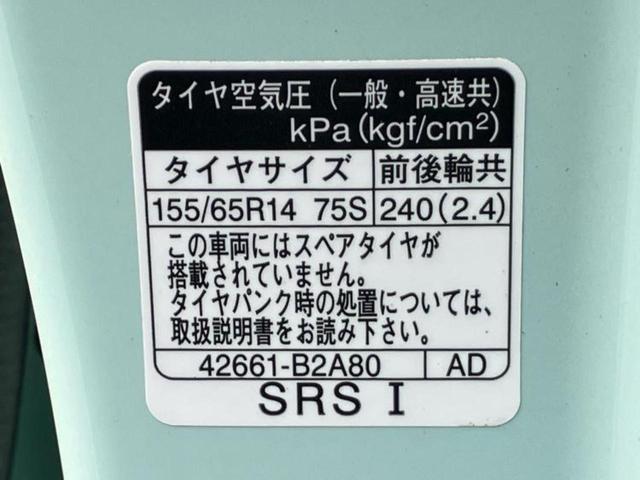 タイヤ空気圧（一般・高速共）
kPa(kgf/cm²)
タイヤサイズ 前後輪共
155/65R14 75S 240(2.4)
この車両にはスペアタイヤが
搭載されていません。
タイヤパンク時の処置については、
取扱説明書をお読み下さい。
42661-B2A80 AD
SRS I